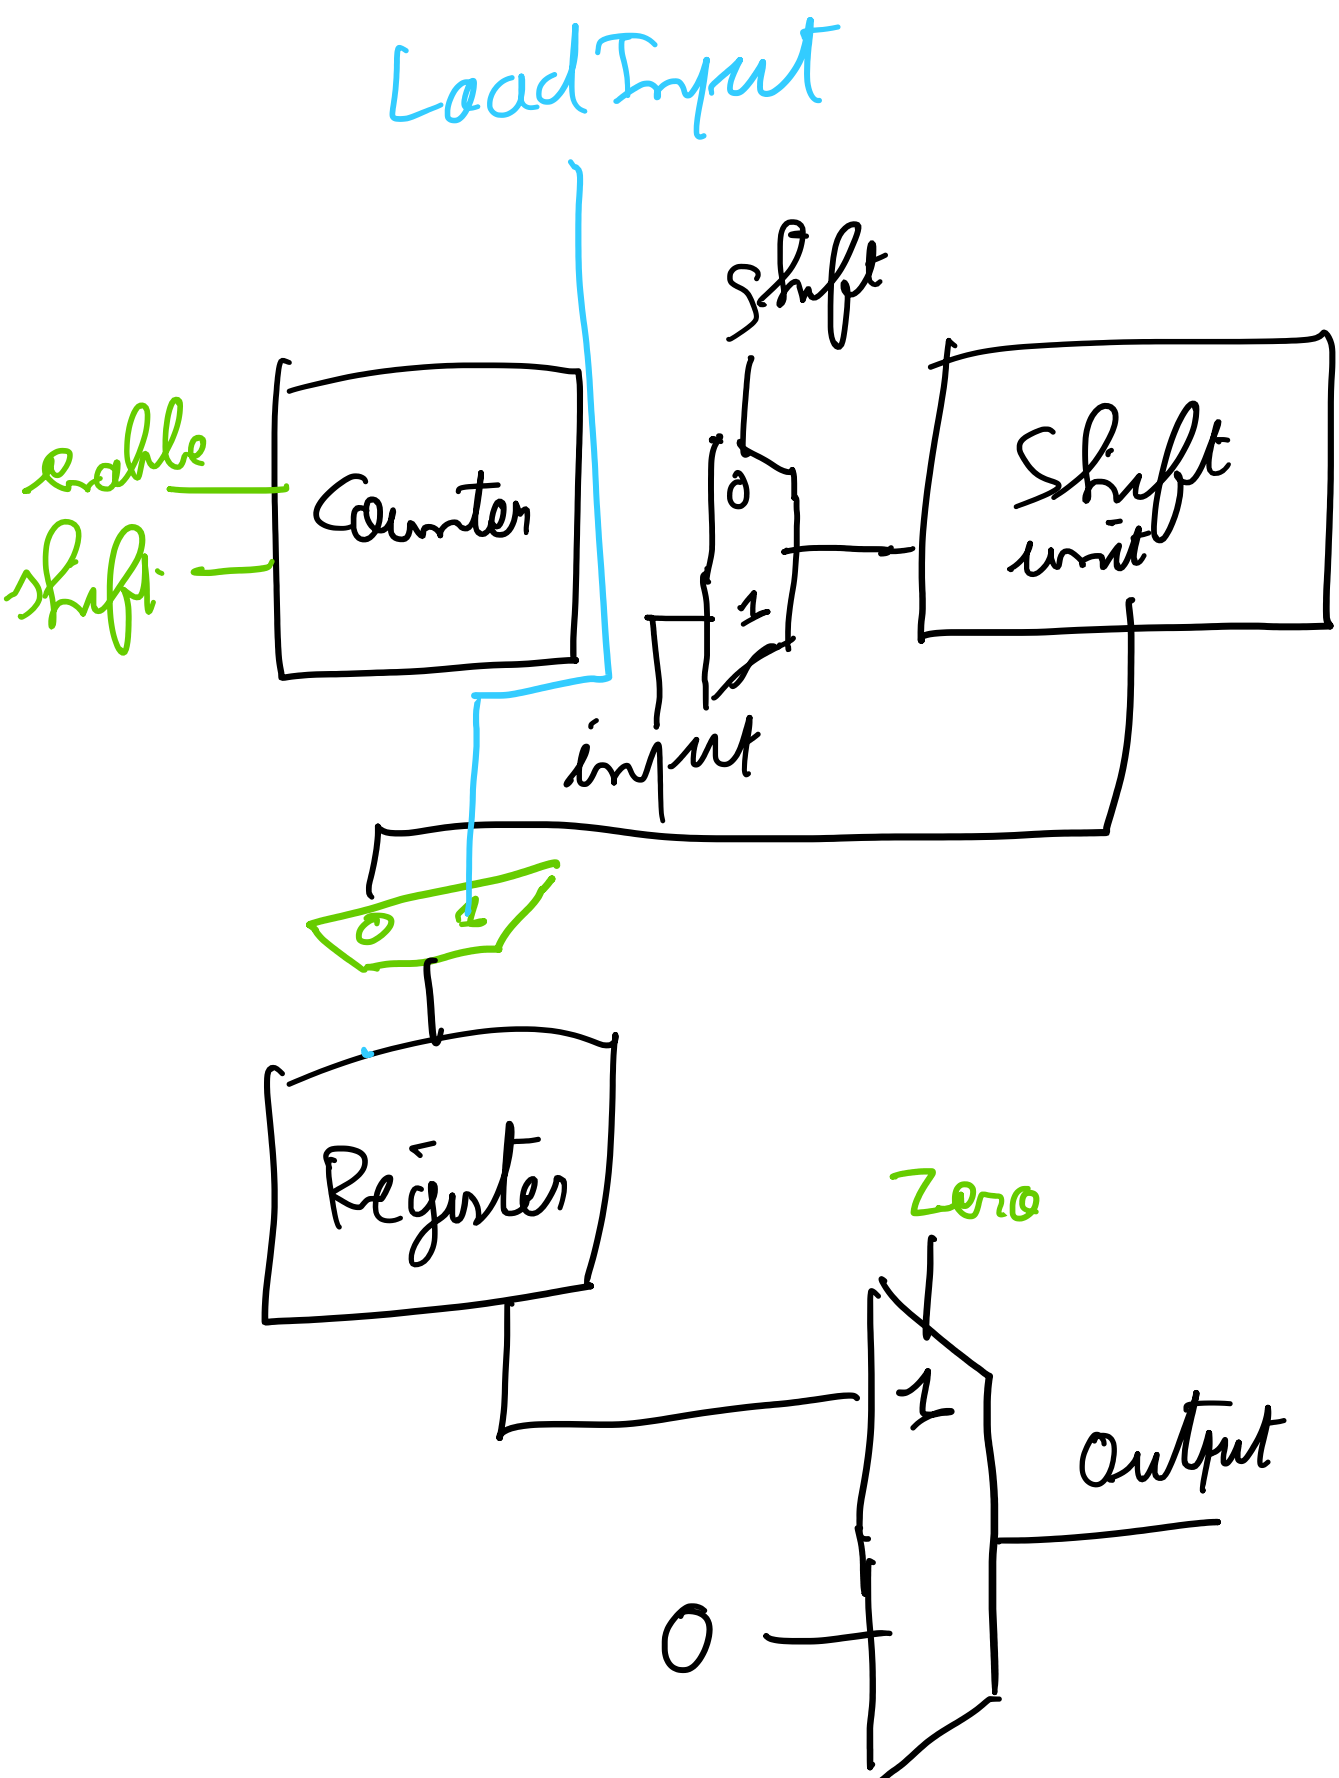 Load Input
shift
enable
Counter
shift
0
1
Shift
unit
input
0
1
Register
Zero
1
output
0